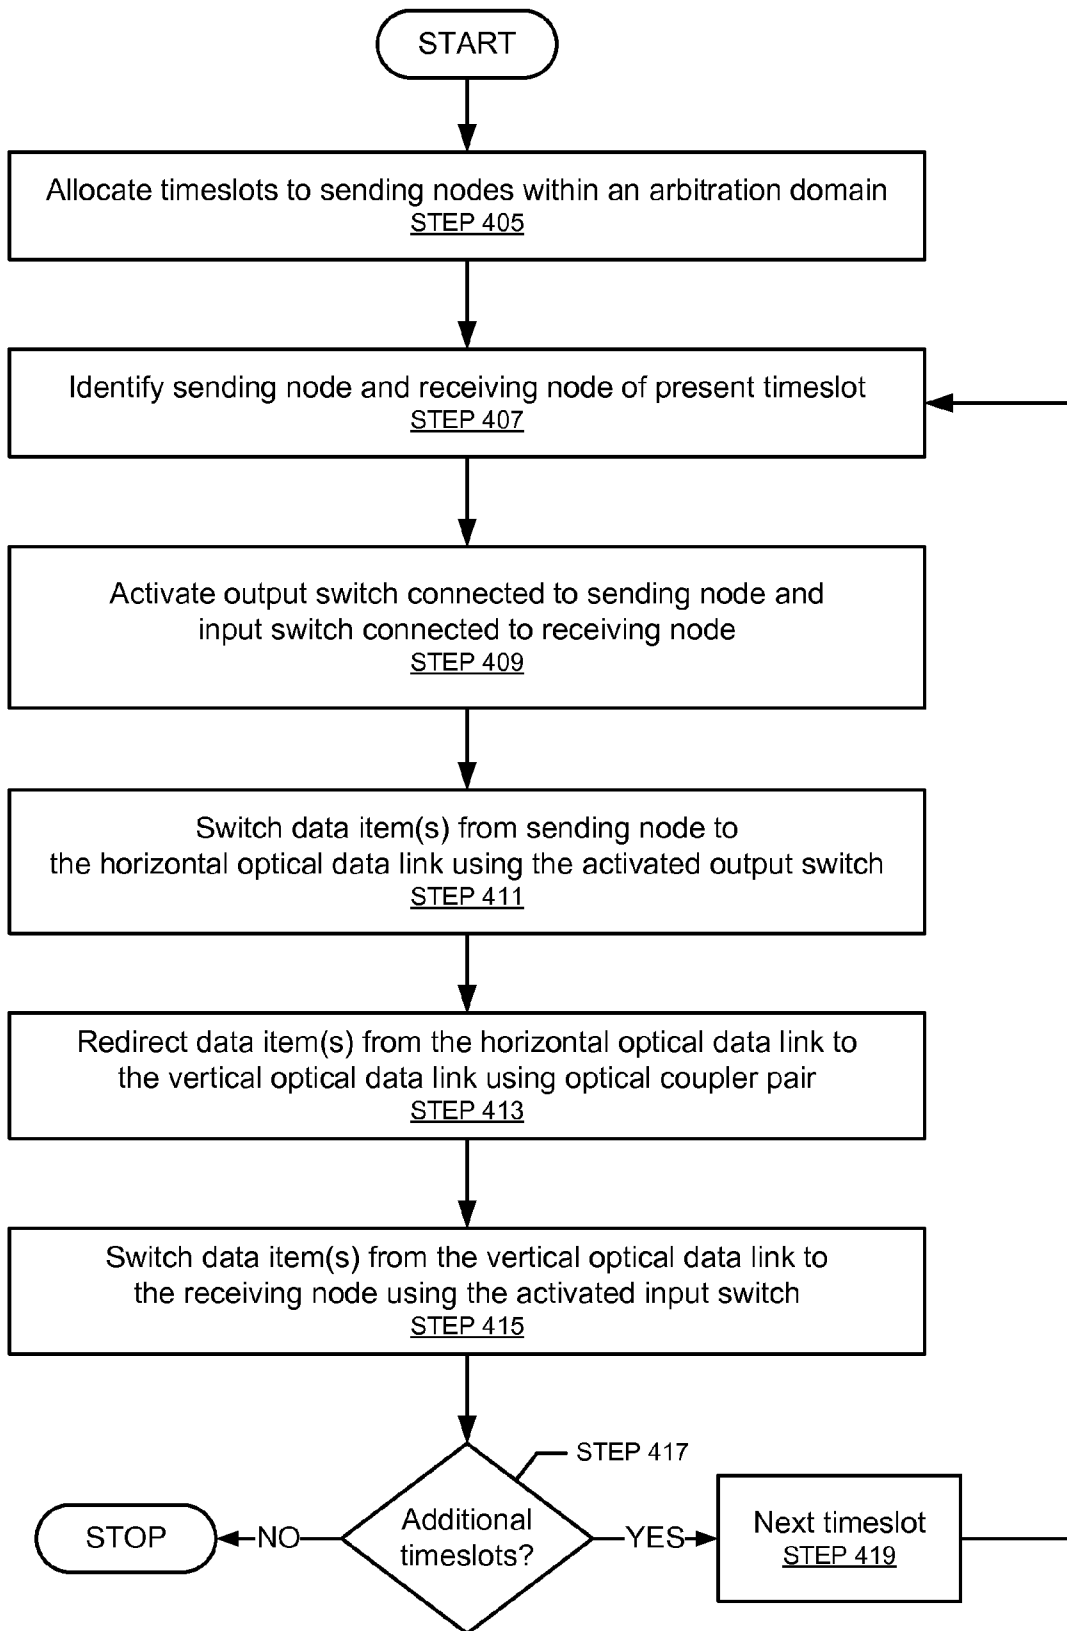 START
Allocate timeslots to sending nodes within an arbitration domain
STEP 405
Identify sending node and receiving node of present timeslot
STEP 407
Activate output switch connected to sending node and
input switch connected to receiving node
STEP 409
Switch data item(s) from sending node to
the horizontal optical data link using the activated output switch
STEP 411
Redirect data item(s) from the horizontal optical data link to
the vertical optical data link using optical coupler pair
STEP 413
Switch data item(s) from the vertical optical data link to
the receiving node using the activated input switch
STEP 415
STEP 417
Additional
timeslots?
NO
STOP
YES
Next timeslot
STEP 419